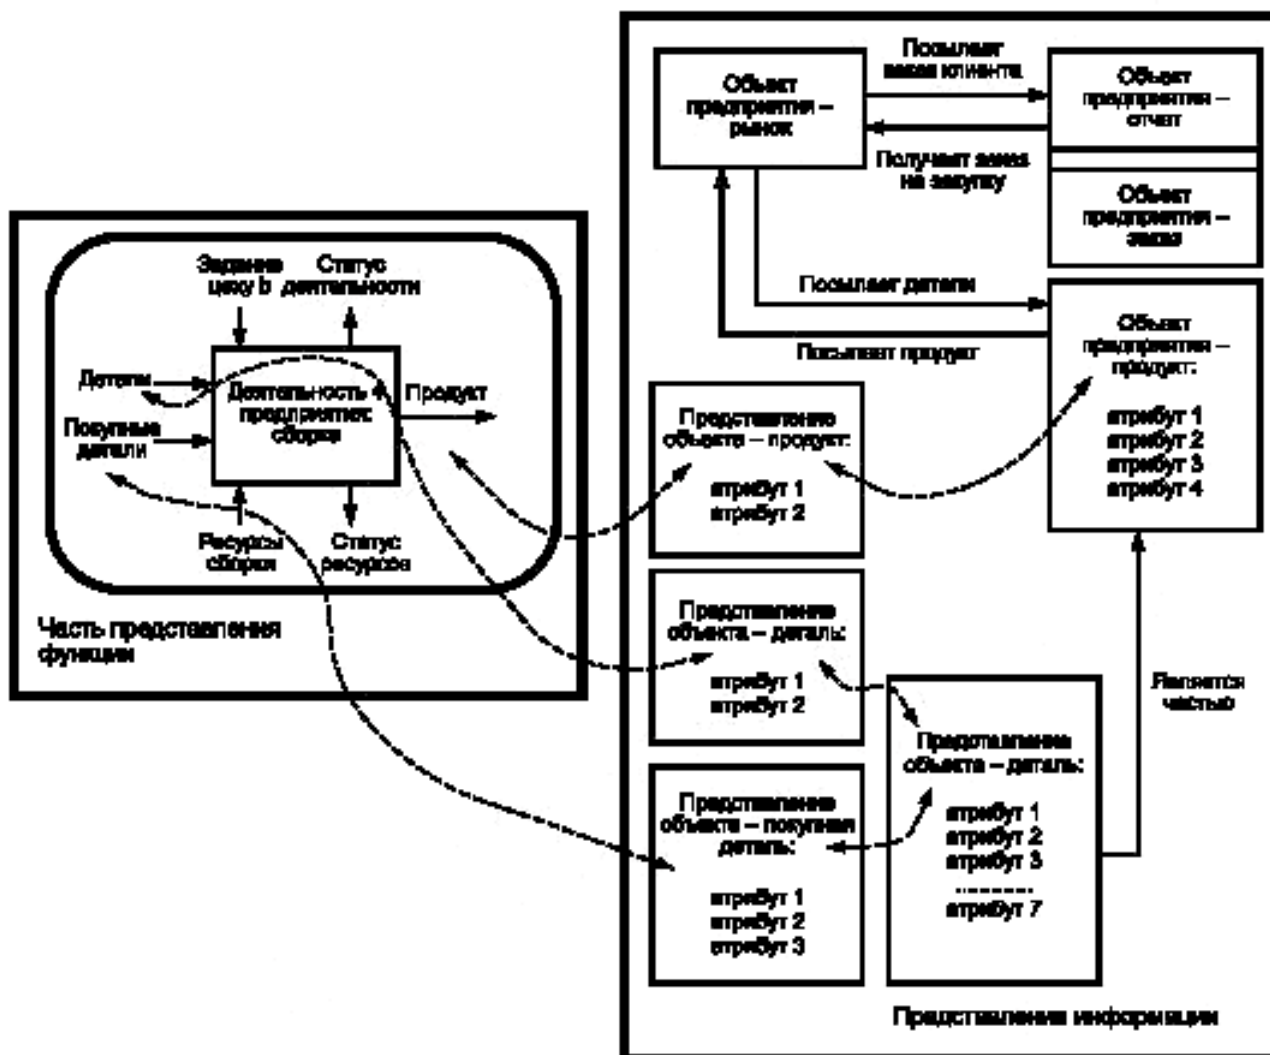 Посылает
заказ клиента
Объект
предприятия –
рынок
Объект
предприятия –
отчет
Получает заказ
на закупку
Объект
предприятия –
заказ
Задание
цеху b
Статус
деятельности
Посылает детали
Посылает продукт
Объект
предприятия –
продукт:
атрибут 1
атрибут 2
атрибут 3
атрибут 4
Детали
Покупные
детали
Деятельность
предприятия:
сборка
Продукт
Ресурсы
сборки
Статус
ресурсов
Часть представления
функции
Представление
объекта – продукт:
атрибут 1
атрибут 2
Представление
объекта – деталь:
атрибут 1
атрибут 2
Является
частью
Представление
объекта – деталь:
атрибут 1
атрибут 2
атрибут 3
...........
атрибут 7
Представление
объекта – покупная
деталь:
атрибут 1
атрибут 2
атрибут 3
Представление информации